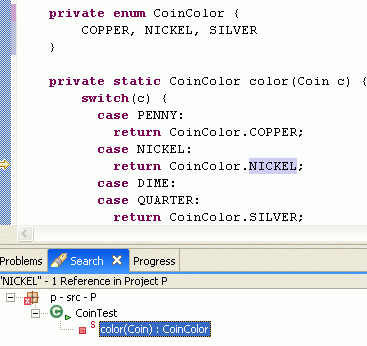 private enum CoinColor {
COPPER, NICKEL, SILVER
}
private static CoinColor color(Coin c) {
switch(c) {
case PENNY:
return CoinColor.COPPER;
case NICKEL:
return CoinColor.NICKEL;
case DIME:
case QUARTER:
return CoinColor.SILVER;
Problems Search Progress
"NICKEL" - 1 Reference in Project P
p - src - P
CoinTest
S color(Coin) : CoinColor